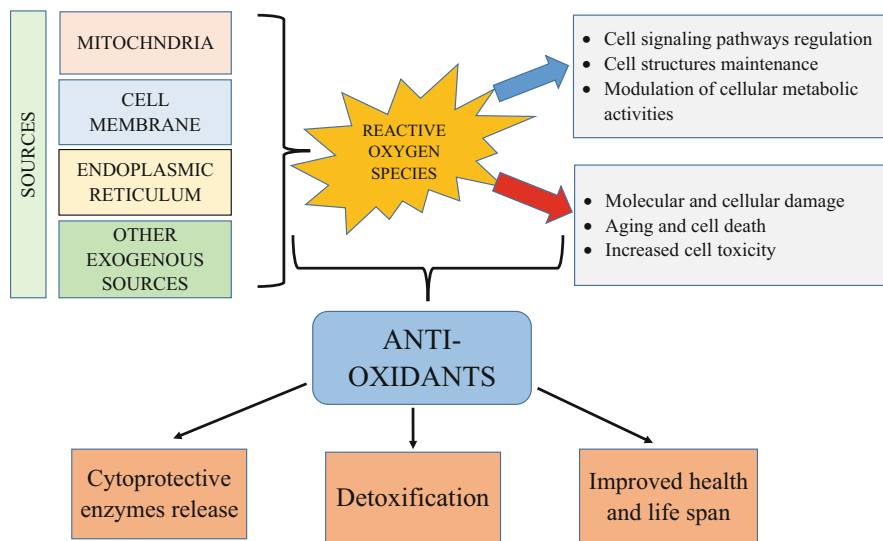 SOURCES
MITOCHNDRIA
CELL
MEMBRANE
ENDOPLASMIC
RETICULUM
OTHER
EXOGENOUS
SOURCES
REACTIVE
OXYGEN
SPECIES
• Cell signaling pathways regulation
• Cell structures maintenance
• Modulation of cellular metabolic
activities
• Molecular and cellular damage
• Aging and cell death
• Increased cell toxicity
ANTI-
OXIDANTS
Cytoprotective
enzymes release
Detoxification
Improved health
and life span